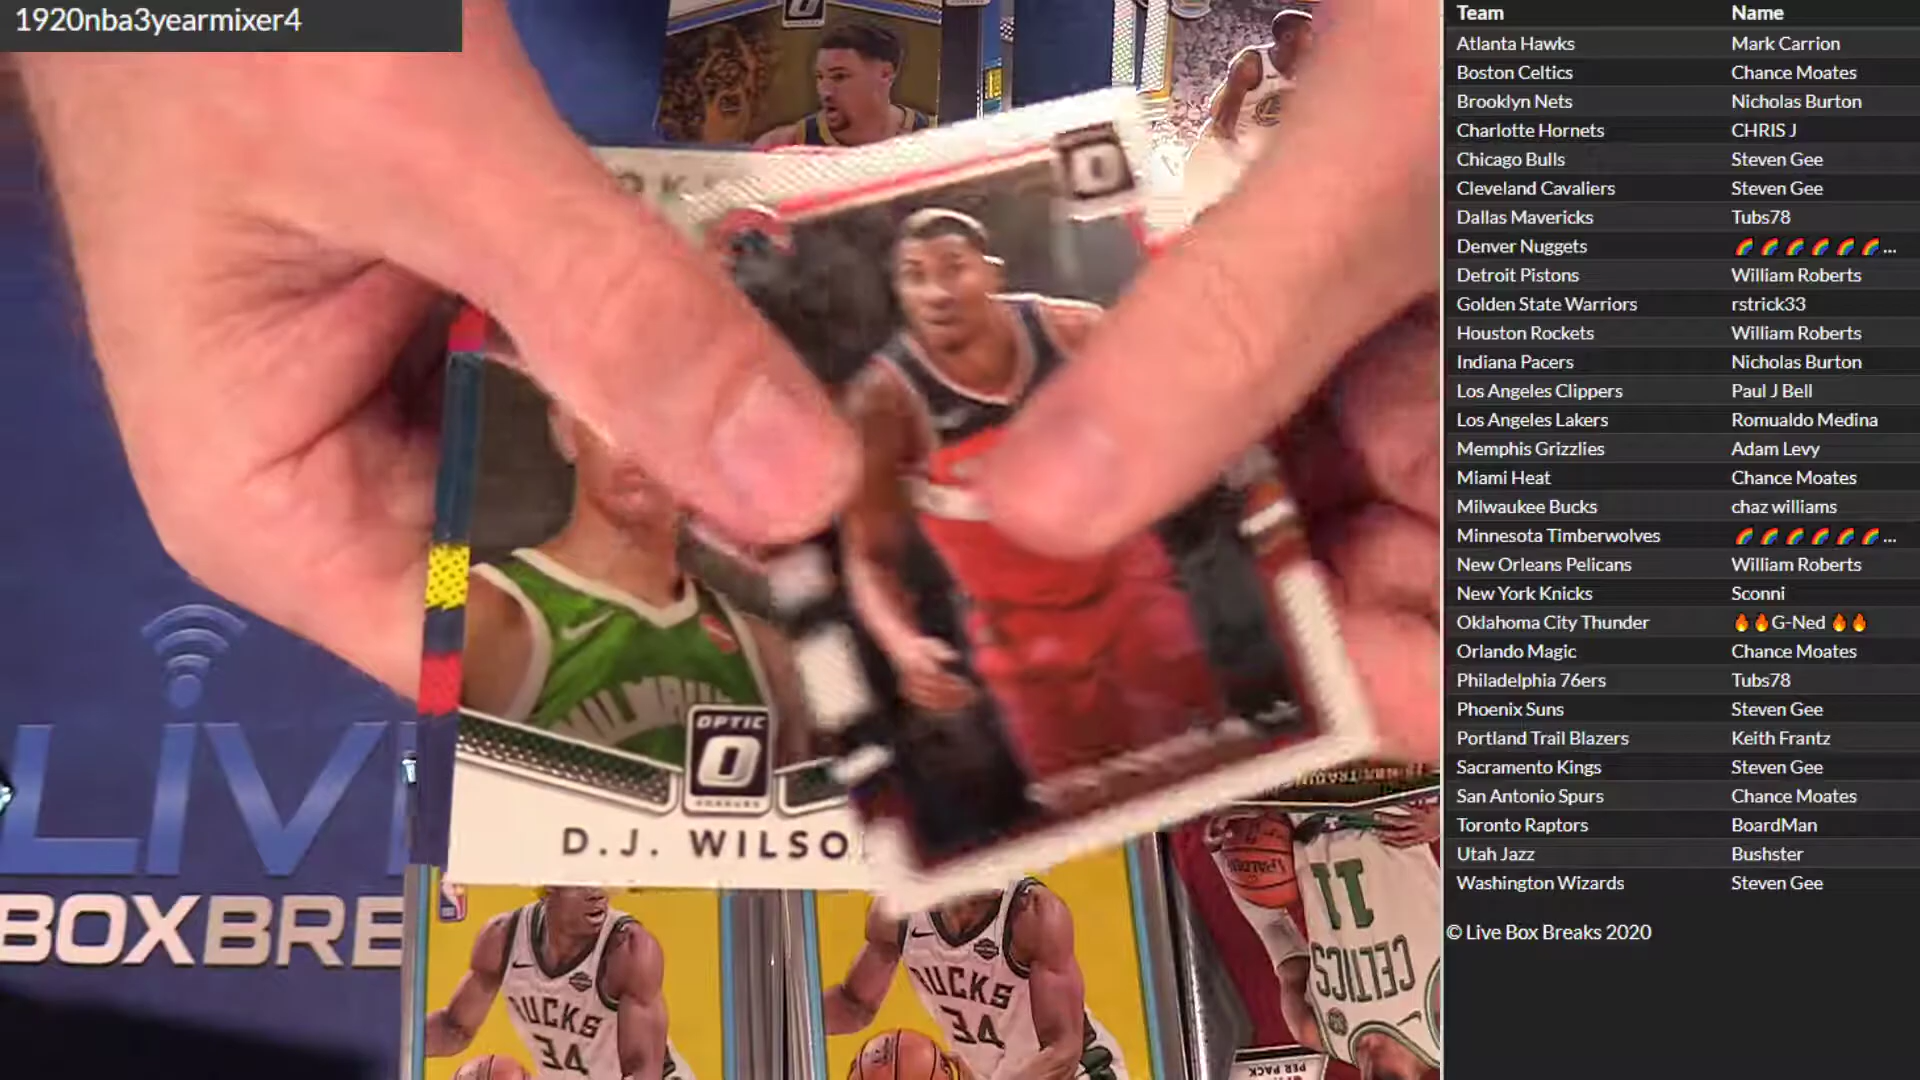 1920nba3yearmixer4
Team Name
Atlanta Hawks Mark Carrion
Boston Celtics Chance Moates
Brooklyn Nets Nicholas Burton
Charlotte Hornets CHRIS J
Chicago Bulls Steven Gee
Cleveland Cavaliers Steven Gee
Dallas Mavericks Tubs78
Denver Nuggets 🌈🌈🌈🌈🌈🌈...
Detroit Pistons William Roberts
Golden State Warriors rstrick33
Houston Rockets William Roberts
Indiana Pacers Nicholas Burton
Los Angeles Clippers Paul J Bell
Los Angeles Lakers Romualdo Medina
Memphis Grizzlies Adam Levy
Miami Heat Chance Moates
Milwaukee Bucks chaz williams
Minnesota Timberwolves 🌈🌈🌈🌈🌈🌈...
New Orleans Pelicans William Roberts
New York Knicks Sconni
Oklahoma City Thunder 🔥🔥G-Ned 🔥🔥
Orlando Magic Chance Moates
Philadelphia 76ers Tubs78
Phoenix Suns Steven Gee
Portland Trail Blazers Keith Frantz
Sacramento Kings Steven Gee
San Antonio Spurs Chance Moates
Toronto Raptors BoardMan
Utah Jazz Bushster
Washington Wizards Steven Gee
© Live Box Breaks 2020
OPTIC
D.J. WILSO
LIV
BOXBRE
BUCKS
34
BUCKS
34
CELTICS
11
PER PACK